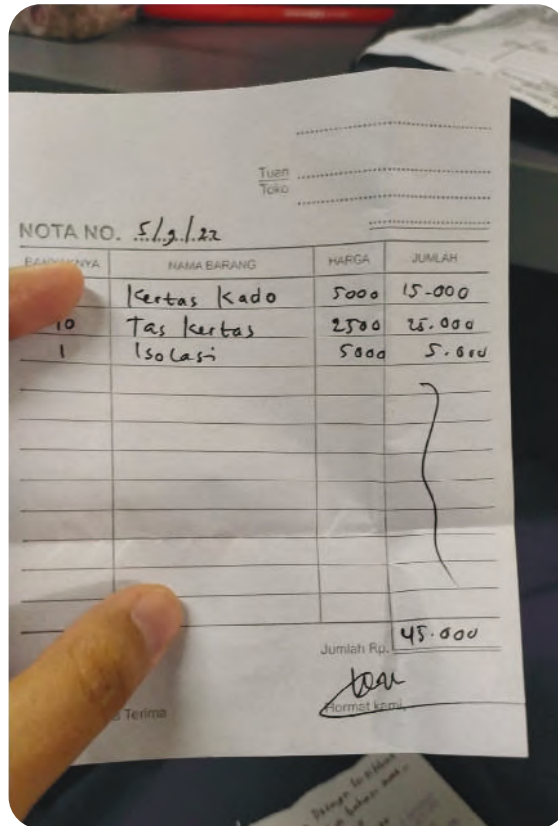 Tuan
Toko
NOTA NO. 5/9/22
NAMA BARANG HARGA JUMLAH
Kertas Kado 5000 15-000
10 Tas kertas 2500 25.000
1 Isolasi 5000 5.000
Jumlah Rp. 45.000
Terima
Hormat kami,